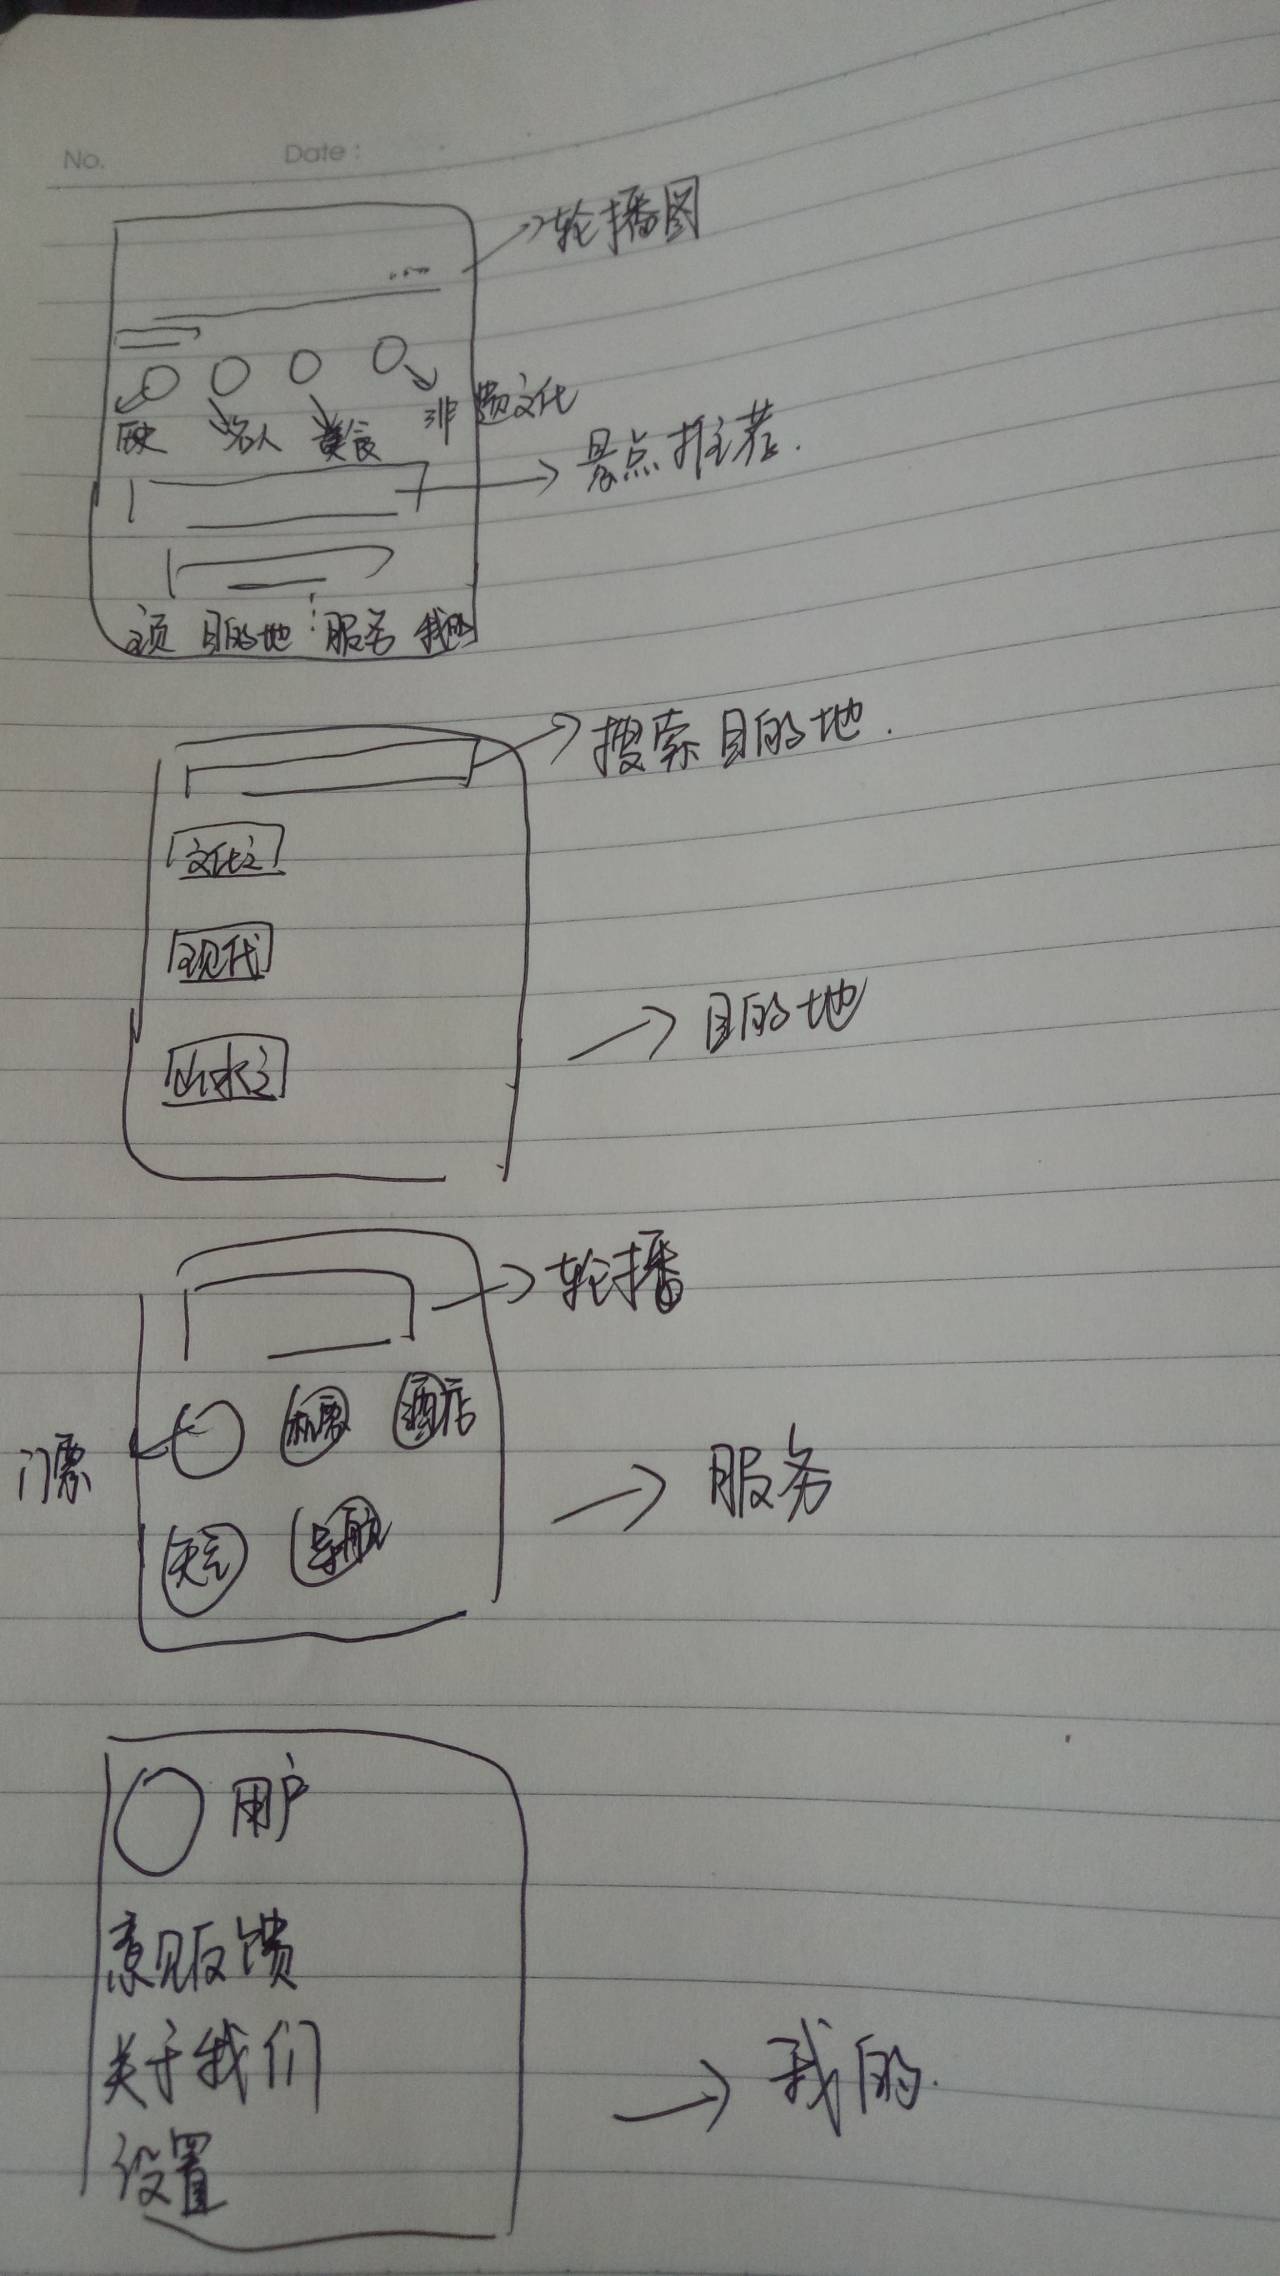 No. Date:
轮播图
历史 名人 美食 非遗文化
景点推荐.
主页 目的地 服务 我的
搜索目的地.
文化之
现代
山水之
目的地
轮播
门票 机票 酒店
服务
天气 导航
用户
意见反馈
关于我们
我的.
设置